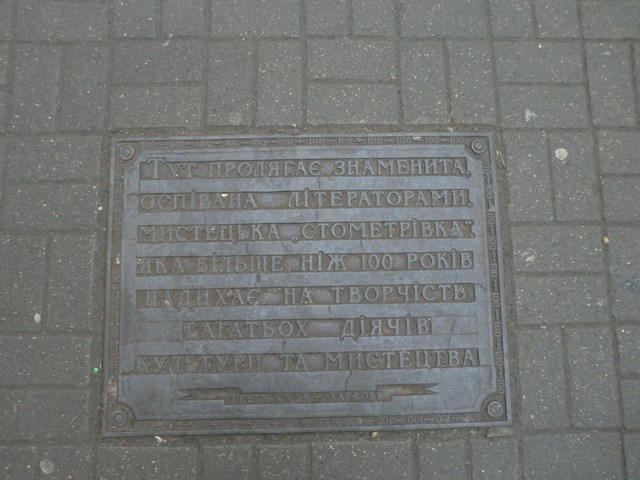 Тут пролягає знаменита,
оспівана літераторами,
мистецька „стометрівка",
яка більше, ніж 100 років
надихає на творчість
багатьох діячів
культури та мистецтва